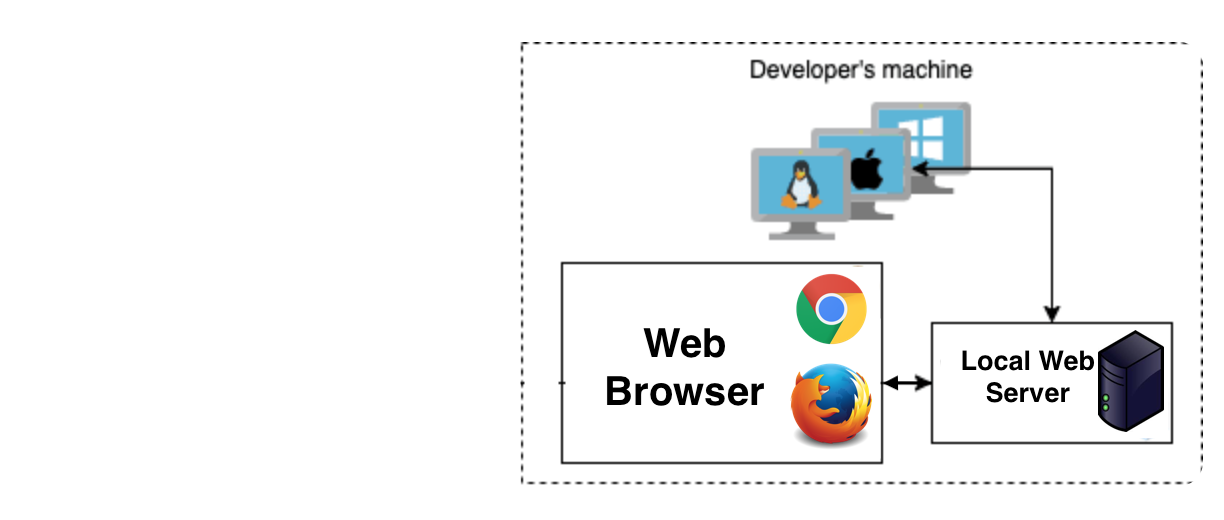 Developer's machine
Web
Browser
Local Web
Server